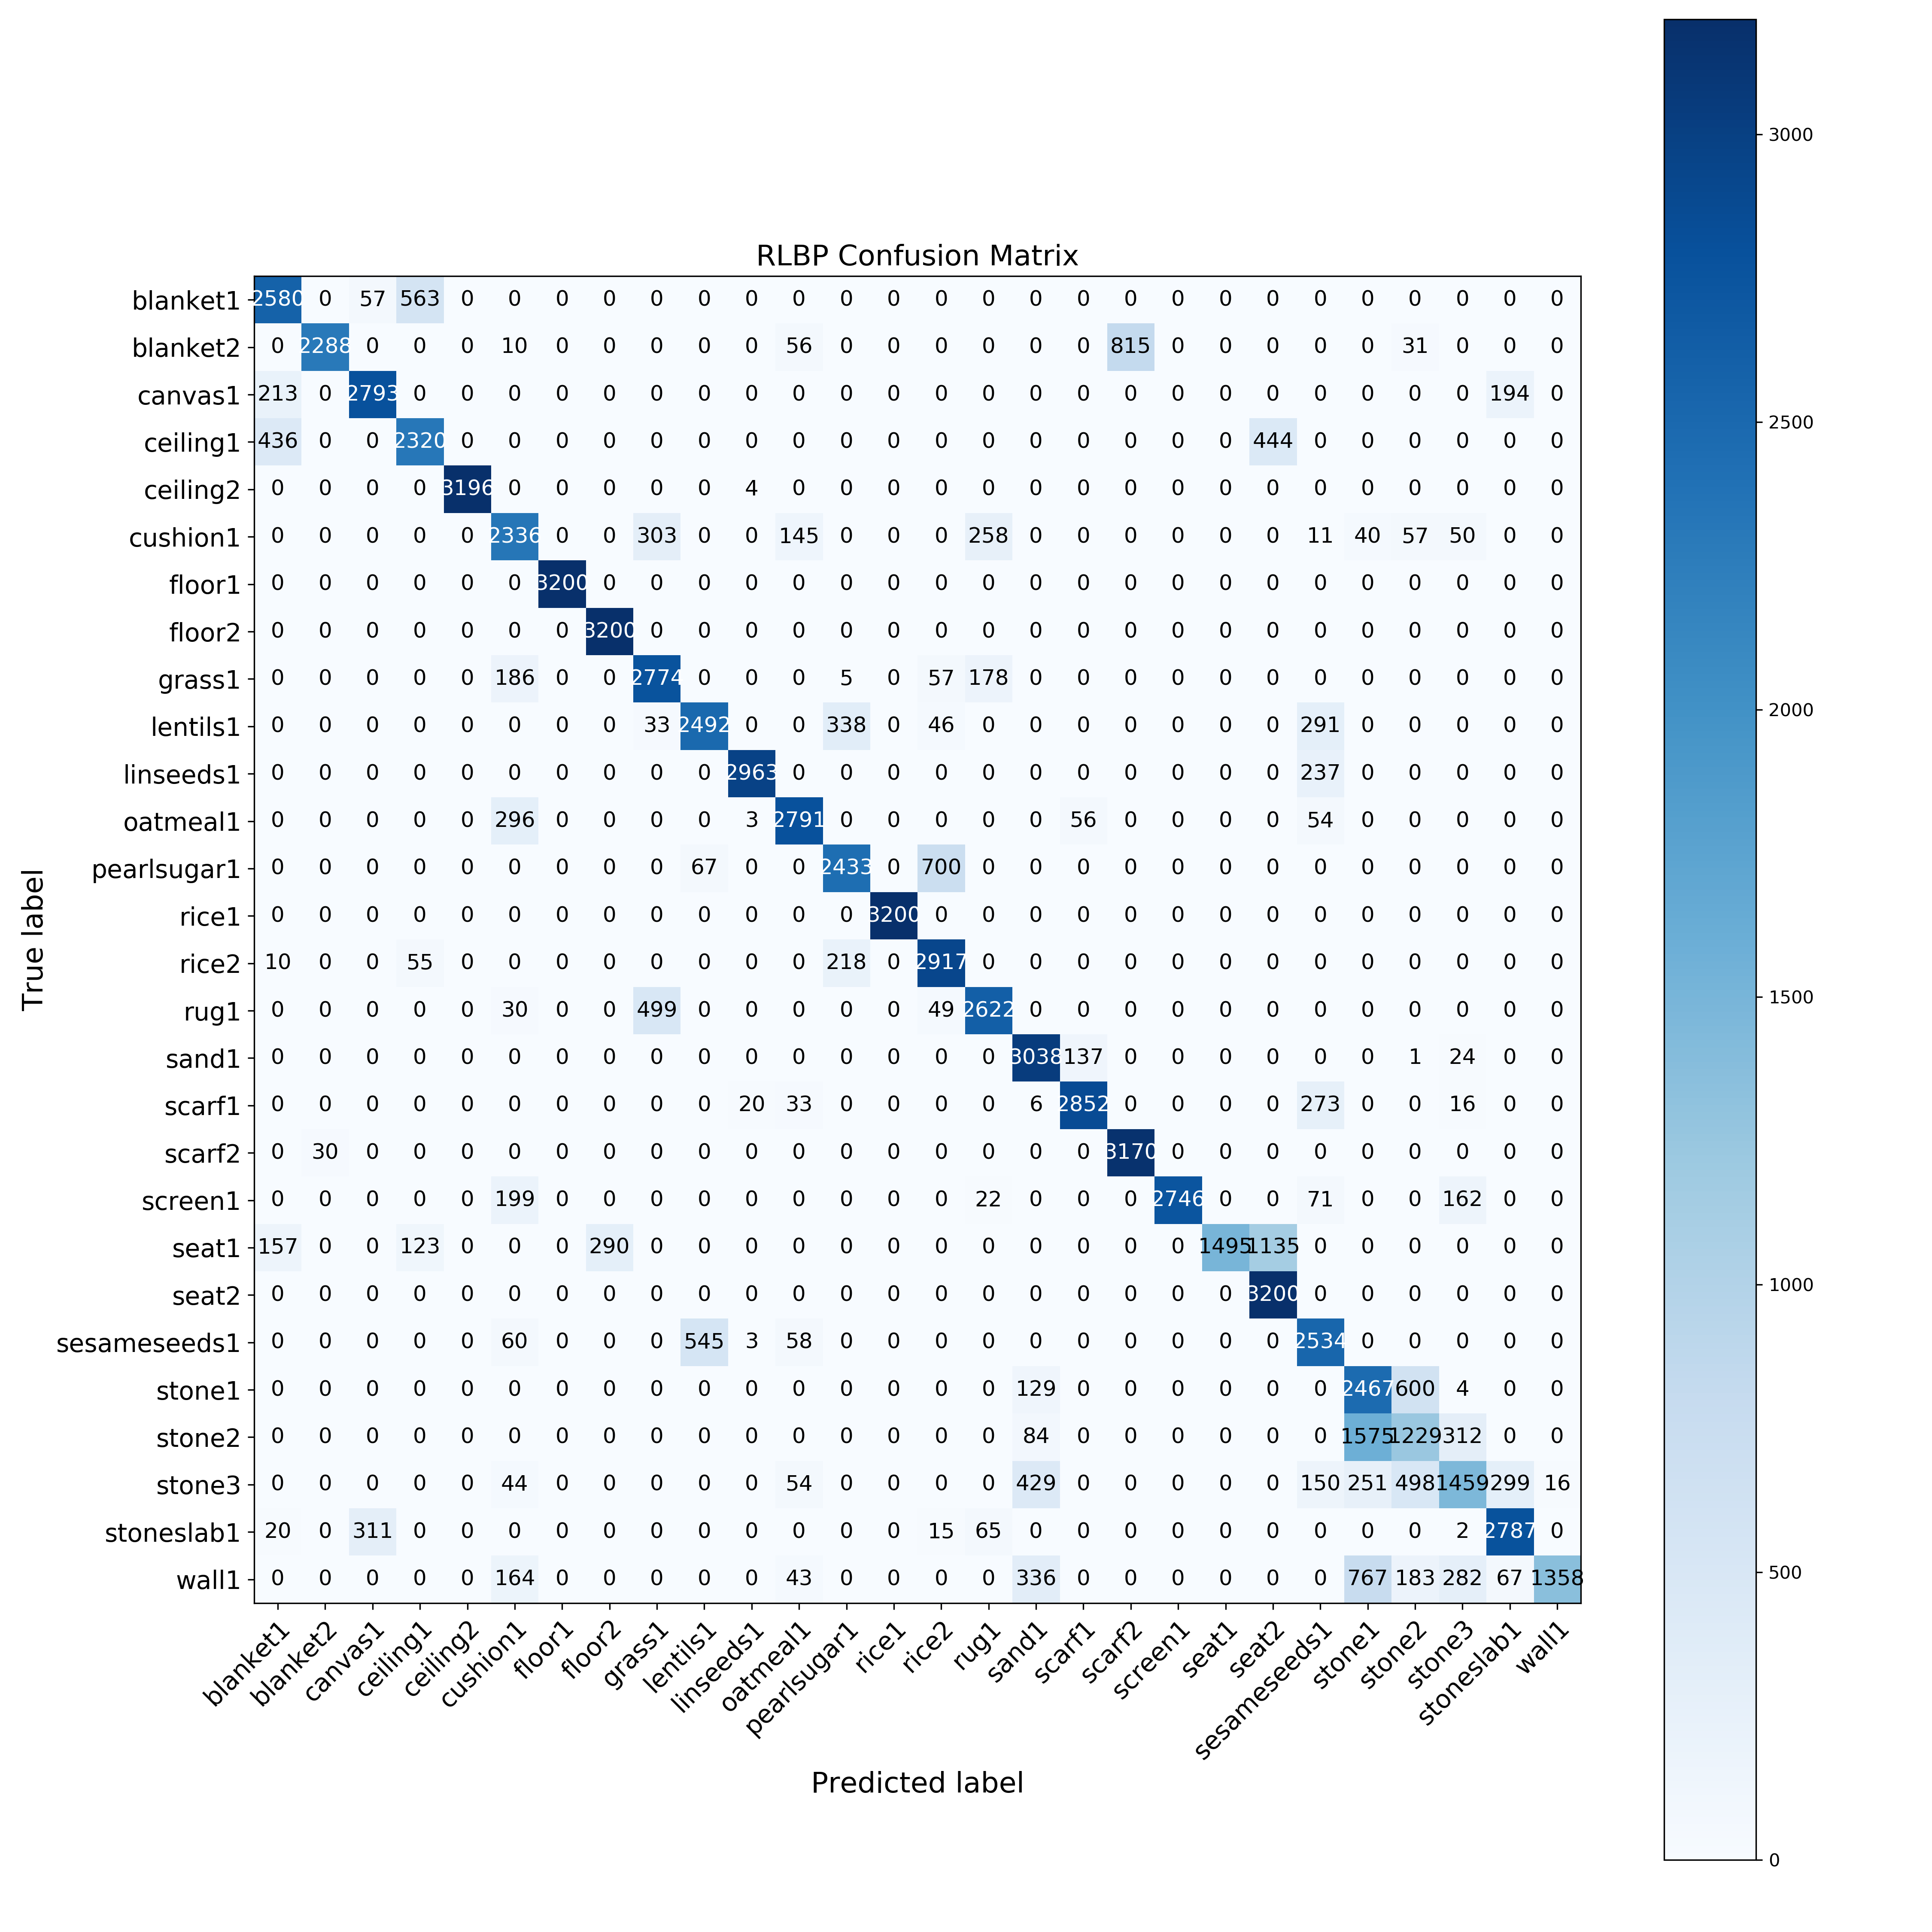 RLBP Confusion Matrix
blanket1 2580 0 57 563 0 0 0 0 0 0 0 0 0 0 0 0 0 0 0 0 0 0 0 0 0 0 0 0
blanket2 0 2288 0 0 0 10 0 0 0 0 0 56 0 0 0 0 0 0 815 0 0 0 0 0 31 0 0 0
canvas1 213 0 2793 0 0 0 0 0 0 0 0 0 0 0 0 0 0 0 0 0 0 0 0 0 0 0 194 0
ceiling1 436 0 0 2320 0 0 0 0 0 0 0 0 0 0 0 0 0 0 0 0 0 444 0 0 0 0 0 0
ceiling2 0 0 0 0 3196 0 0 0 0 0 4 0 0 0 0 0 0 0 0 0 0 0 0 0 0 0 0 0
cushion1 0 0 0 0 0 2336 0 0 303 0 0 145 0 0 0 258 0 0 0 0 0 0 11 40 57 50 0 0
floor1 0 0 0 0 0 0 3200 0 0 0 0 0 0 0 0 0 0 0 0 0 0 0 0 0 0 0 0 0
floor2 0 0 0 0 0 0 0 3200 0 0 0 0 0 0 0 0 0 0 0 0 0 0 0 0 0 0 0 0
grass1 0 0 0 0 0 186 0 0 2774 0 0 0 5 0 57 178 0 0 0 0 0 0 0 0 0 0 0 0
lentils1 0 0 0 0 0 0 0 0 33 2492 0 0 338 0 46 0 0 0 0 0 0 0 291 0 0 0 0 0
linseeds1 0 0 0 0 0 0 0 0 0 0 2963 0 0 0 0 0 0 0 0 0 0 0 237 0 0 0 0 0
oatmeal1 0 0 0 0 0 296 0 0 0 0 3 2791 0 0 0 0 0 56 0 0 0 0 54 0 0 0 0 0
pearlsugar1 0 0 0 0 0 0 0 0 0 67 0 0 2433 0 700 0 0 0 0 0 0 0 0 0 0 0 0 0
rice1 0 0 0 0 0 0 0 0 0 0 0 0 0 3200 0 0 0 0 0 0 0 0 0 0 0 0 0 0
rice2 10 0 0 55 0 0 0 0 0 0 0 0 218 0 2917 0 0 0 0 0 0 0 0 0 0 0 0 0
rug1 0 0 0 0 0 30 0 0 499 0 0 0 0 0 49 2622 0 0 0 0 0 0 0 0 0 0 0 0
sand1 0 0 0 0 0 0 0 0 0 0 0 0 0 0 0 0 3038 137 0 0 0 0 0 0 1 24 0 0
scarf1 0 0 0 0 0 0 0 0 0 0 20 33 0 0 0 0 6 2852 0 0 0 0 273 0 0 16 0 0
scarf2 0 30 0 0 0 0 0 0 0 0 0 0 0 0 0 0 0 0 3170 0 0 0 0 0 0 0 0 0
screen1 0 0 0 0 0 199 0 0 0 0 0 0 0 0 0 22 0 0 0 2746 0 0 71 0 0 162 0 0
seat1 157 0 0 123 0 0 0 290 0 0 0 0 0 0 0 0 0 0 0 0 1495 1135 0 0 0 0 0 0
seat2 0 0 0 0 0 0 0 0 0 0 0 0 0 0 0 0 0 0 0 0 0 3200 0 0 0 0 0 0
sesameseeds1 0 0 0 0 0 60 0 0 0 545 3 58 0 0 0 0 0 0 0 0 0 0 2534 0 0 0 0 0
stone1 0 0 0 0 0 0 0 0 0 0 0 0 0 0 0 0 129 0 0 0 0 0 0 2467 600 4 0 0
stone2 0 0 0 0 0 0 0 0 0 0 0 0 0 0 0 0 84 0 0 0 0 0 0 1575 1229 312 0 0
stone3 0 0 0 0 0 44 0 0 0 0 0 54 0 0 0 0 429 0 0 0 0 0 150 251 498 1459 299 16
stoneslab1 20 0 311 0 0 0 0 0 0 0 0 0 0 0 15 65 0 0 0 0 0 0 0 0 0 2 2787 0
wall1 0 0 0 0 0 164 0 0 0 0 0 43 0 0 0 0 336 0 0 0 0 0 0 767 183 282 67 1358
blanket1 blanket2 canvas1 ceiling1 ceiling2 cushion1 floor1 floor2 grass1 lentils1 linseeds1 oatmeal1 pearlsugar1 rice1 rice2 rug1 sand1 scarf1 scarf2 screen1 seat1 seat2 sesameseeds1 stone1 stone2 stone3 stoneslab1 wall1
Predicted label
True label
3000
2500
2000
1500
1000
500
0